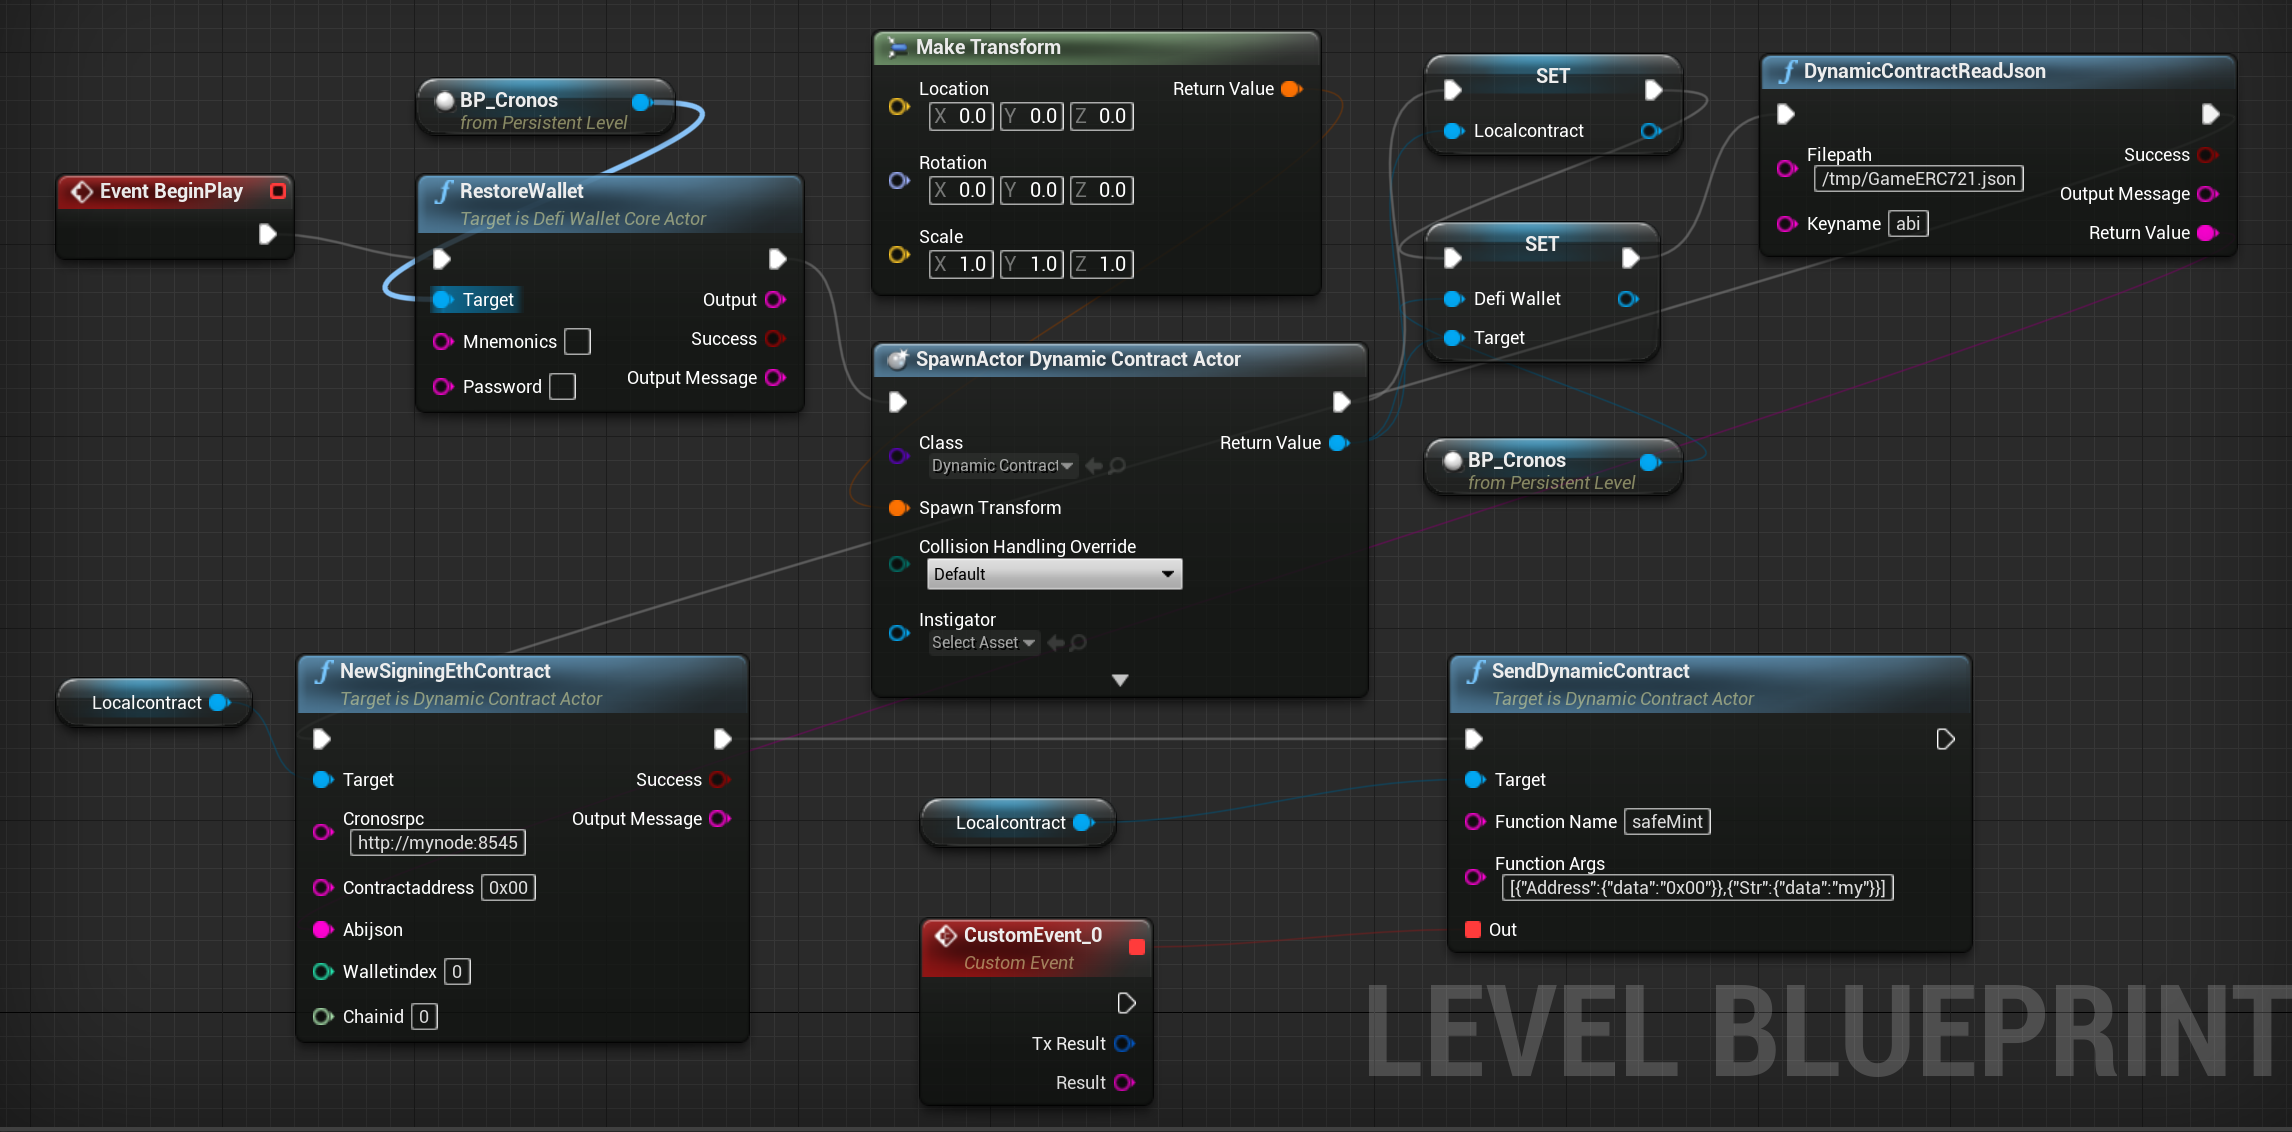 BP_Cronos
from Persistent Level
Event BeginPlay
RestoreWallet
Target is Defi Wallet Core Actor
Target
Output
Mnemonics
Success
Password
Output Message
Make Transform
Location
Return Value
X 0.0 Y 0.0 Z 0.0
Rotation
X 0.0 Y 0.0 Z 0.0
Scale
X 1.0 Y 1.0 Z 1.0
SpawnActor Dynamic Contract Actor
Class
Return Value
Dynamic Contract
Spawn Transform
Collision Handling Override
Default
Instigator
Select Asset
SET
Localcontract
SET
Defi Wallet
Target
BP_Cronos
from Persistent Level
DynamicContractReadJson
Filepath
Success
/tmp/GameERC721.json
Output Message
Keyname abi
Return Value
Localcontract
NewSigningEthContract
Target is Dynamic Contract Actor
Target
Success
Cronosrpc
Output Message
http://mynode:8545
Contractaddress 0x00
Abijson
Walletindex 0
Chainid 0
Localcontract
CustomEvent_0
Custom Event
Tx Result
Result
SendDynamicContract
Target is Dynamic Contract Actor
Target
Function Name safeMint
Function Args
[{"Address":{"data":"0x00"}},{"Str":{"data":"my"}}]
Out
LEVEL BLUEPRINT